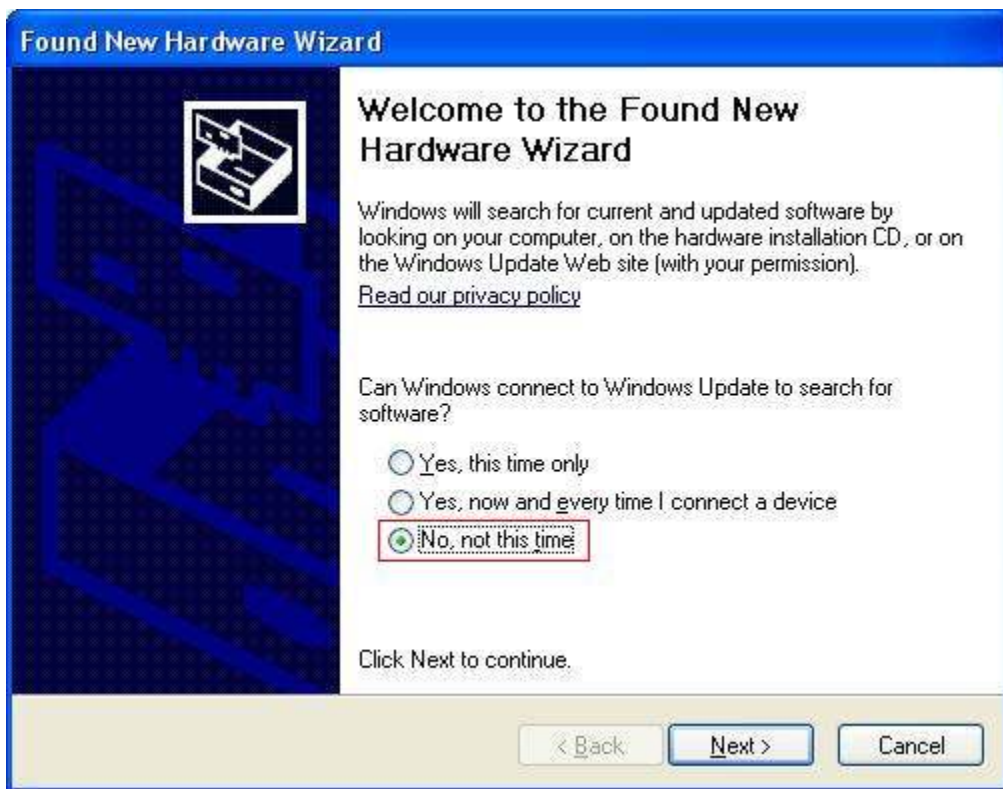 Found New Hardware Wizard
Welcome to the Found New
Hardware Wizard
Windows will search for current and updated software by
looking on your computer, on the hardware installation CD, or on
the Windows Update Web site (with your permission).
Read our privacy policy
Can Windows connect to Windows Update to search for
software?
Yes, this time only
Yes, now and every time I connect a device
No, not this time
Click Next to continue.
< Back
Next >
Cancel